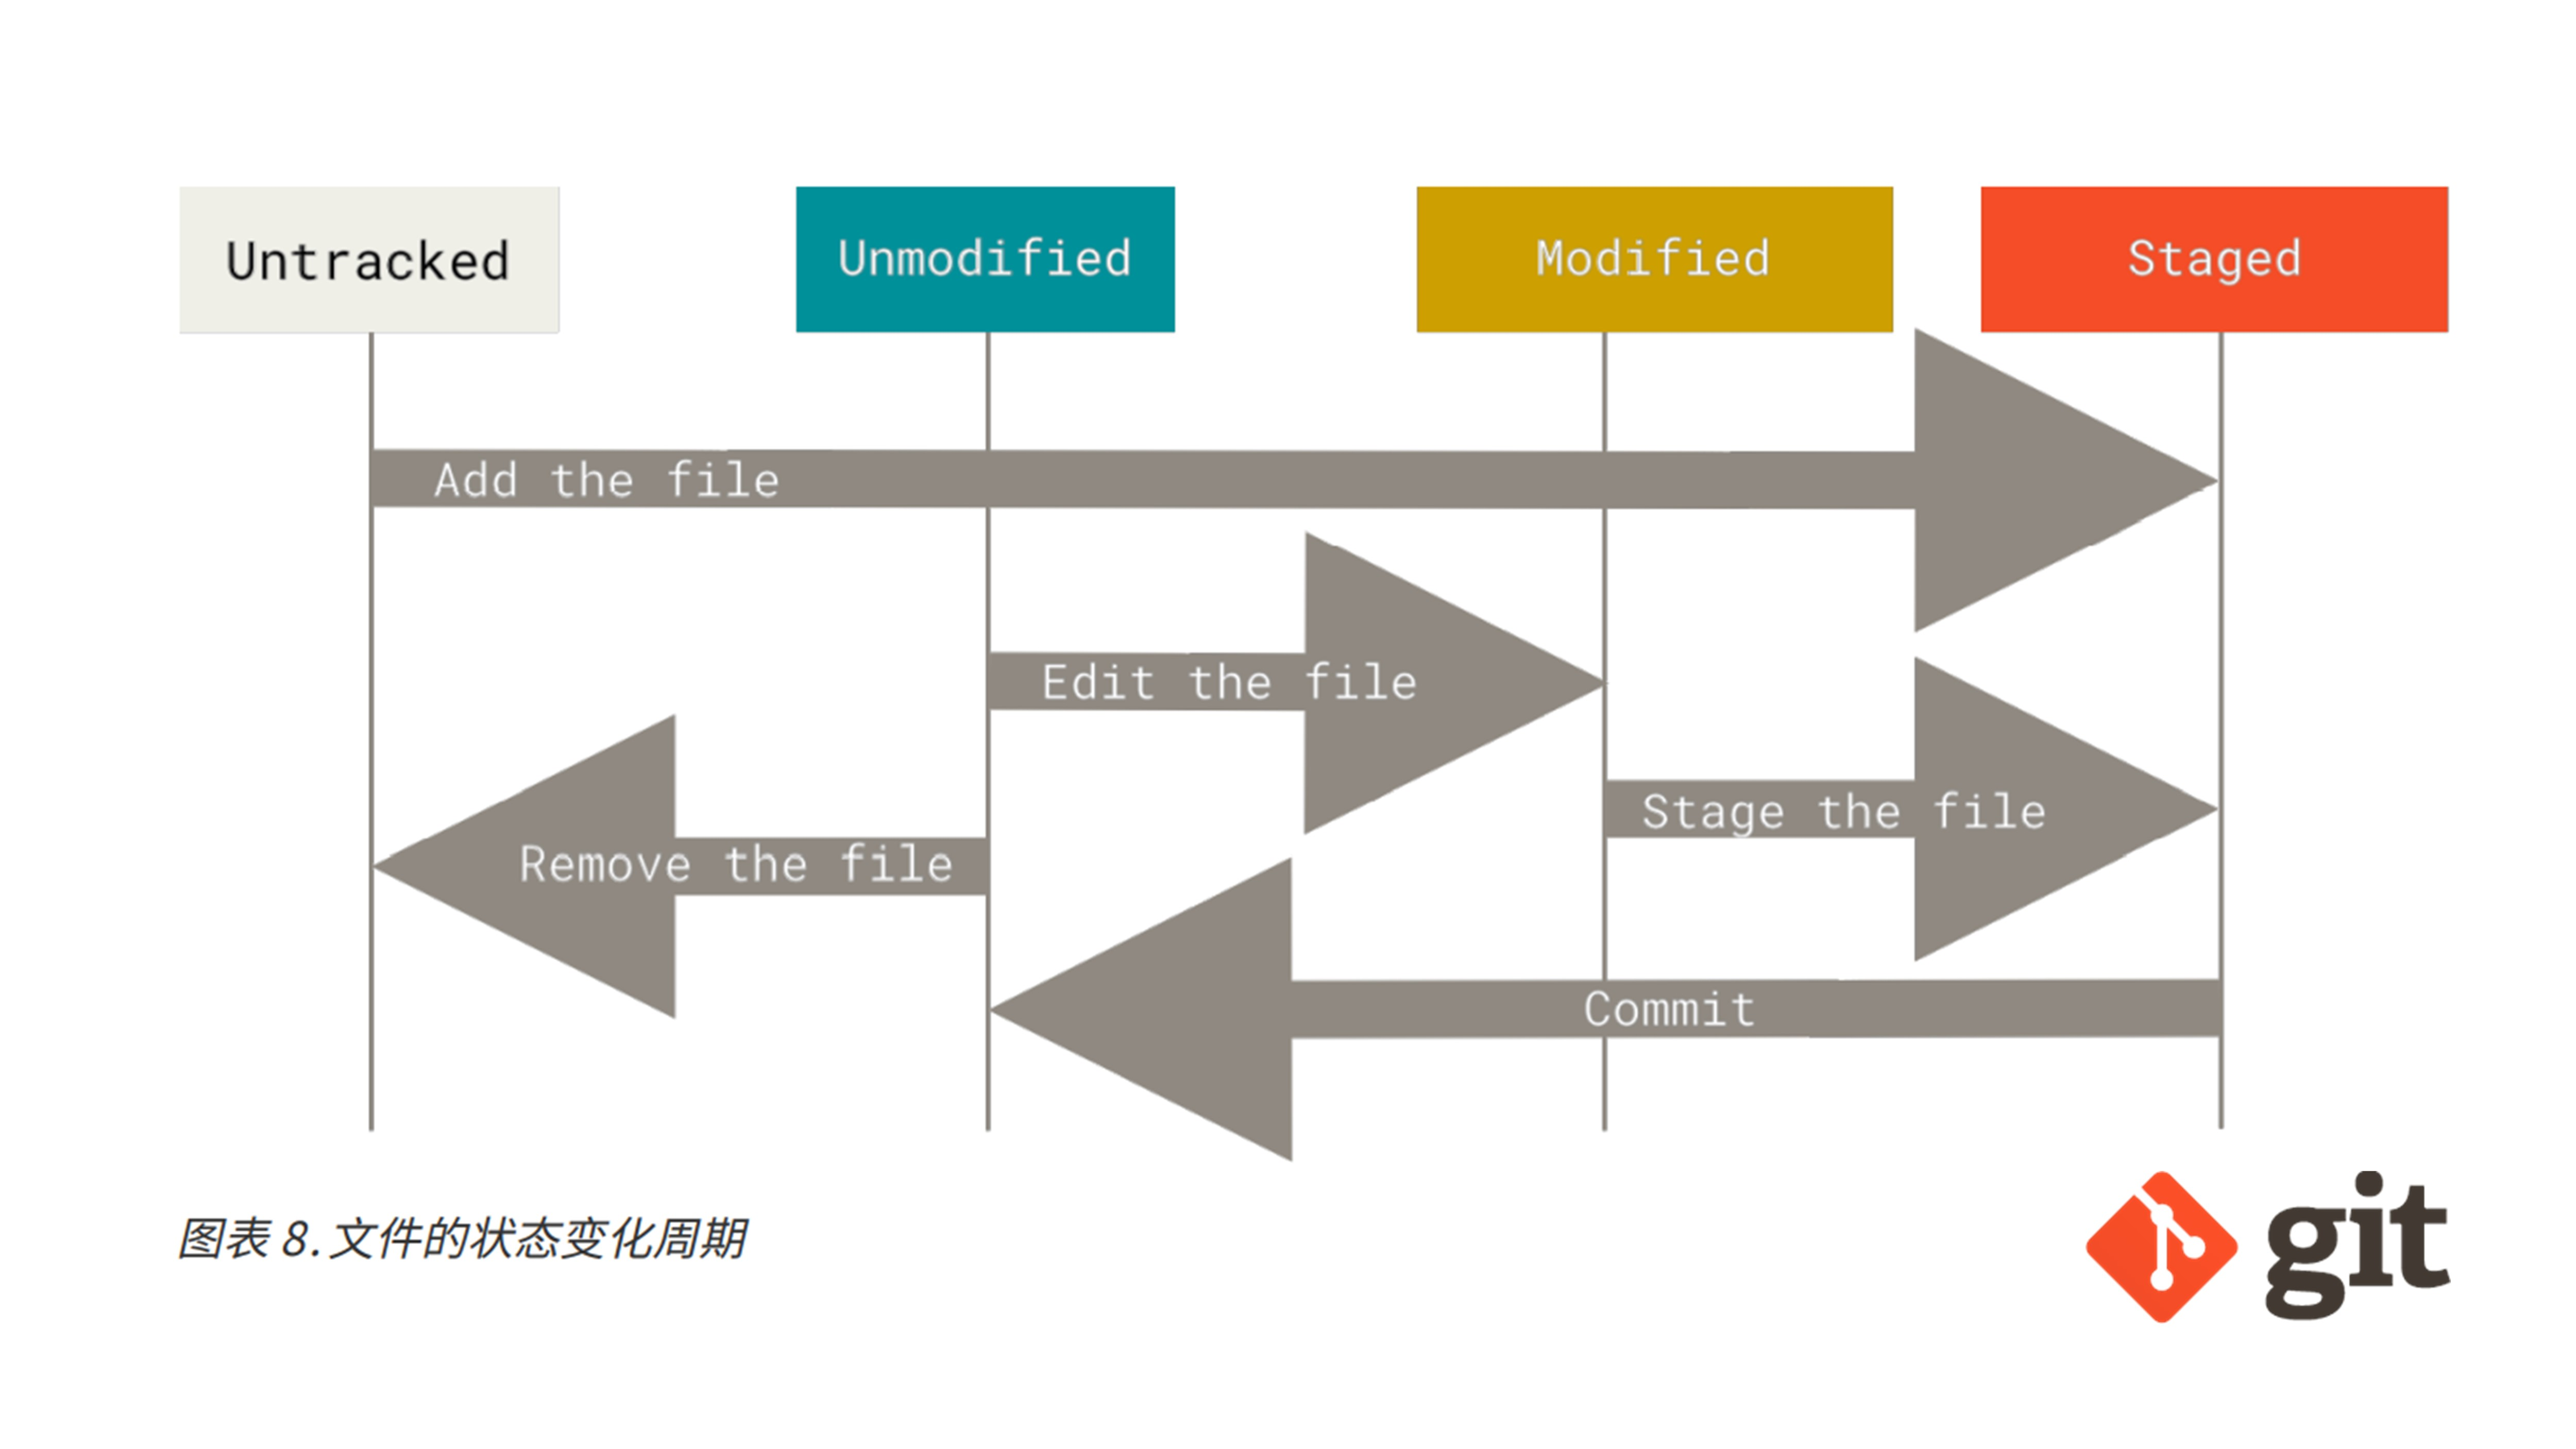 Untracked
Unmodified
Modified
Staged
Add the file
Edit the file
Stage the file
Remove the file
Commit
图表 8. 文件的状态变化周期
git